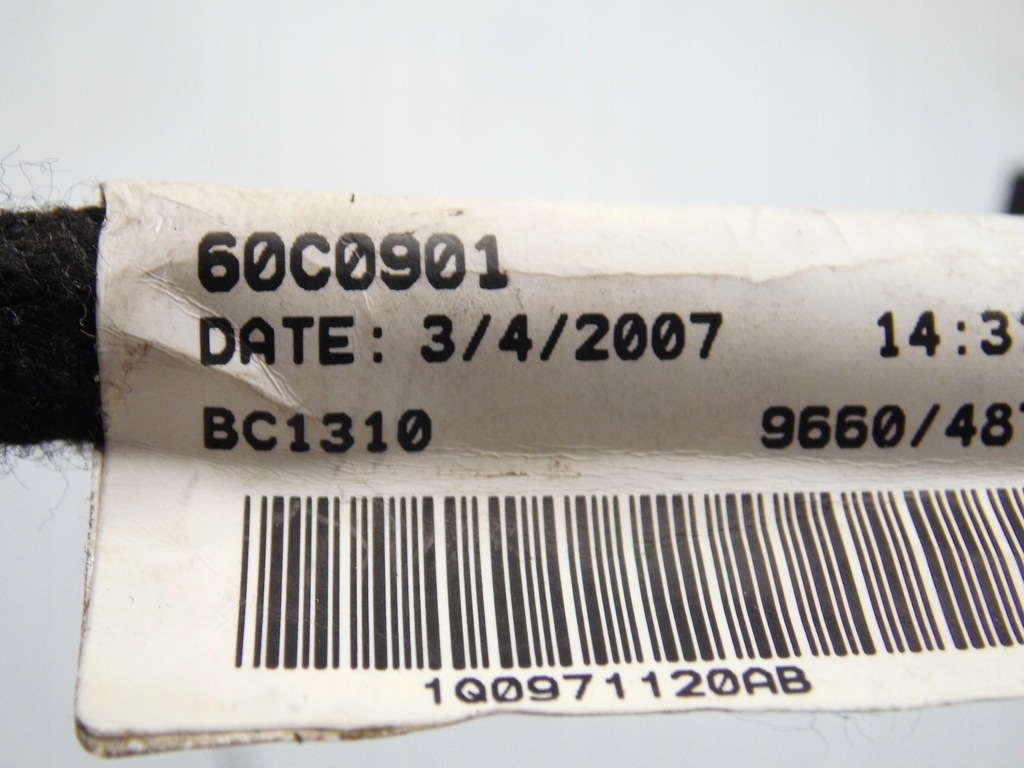 60C0901
DATE: 3/4/2007 14:3
BC1310 9660/48
1Q0971120AB